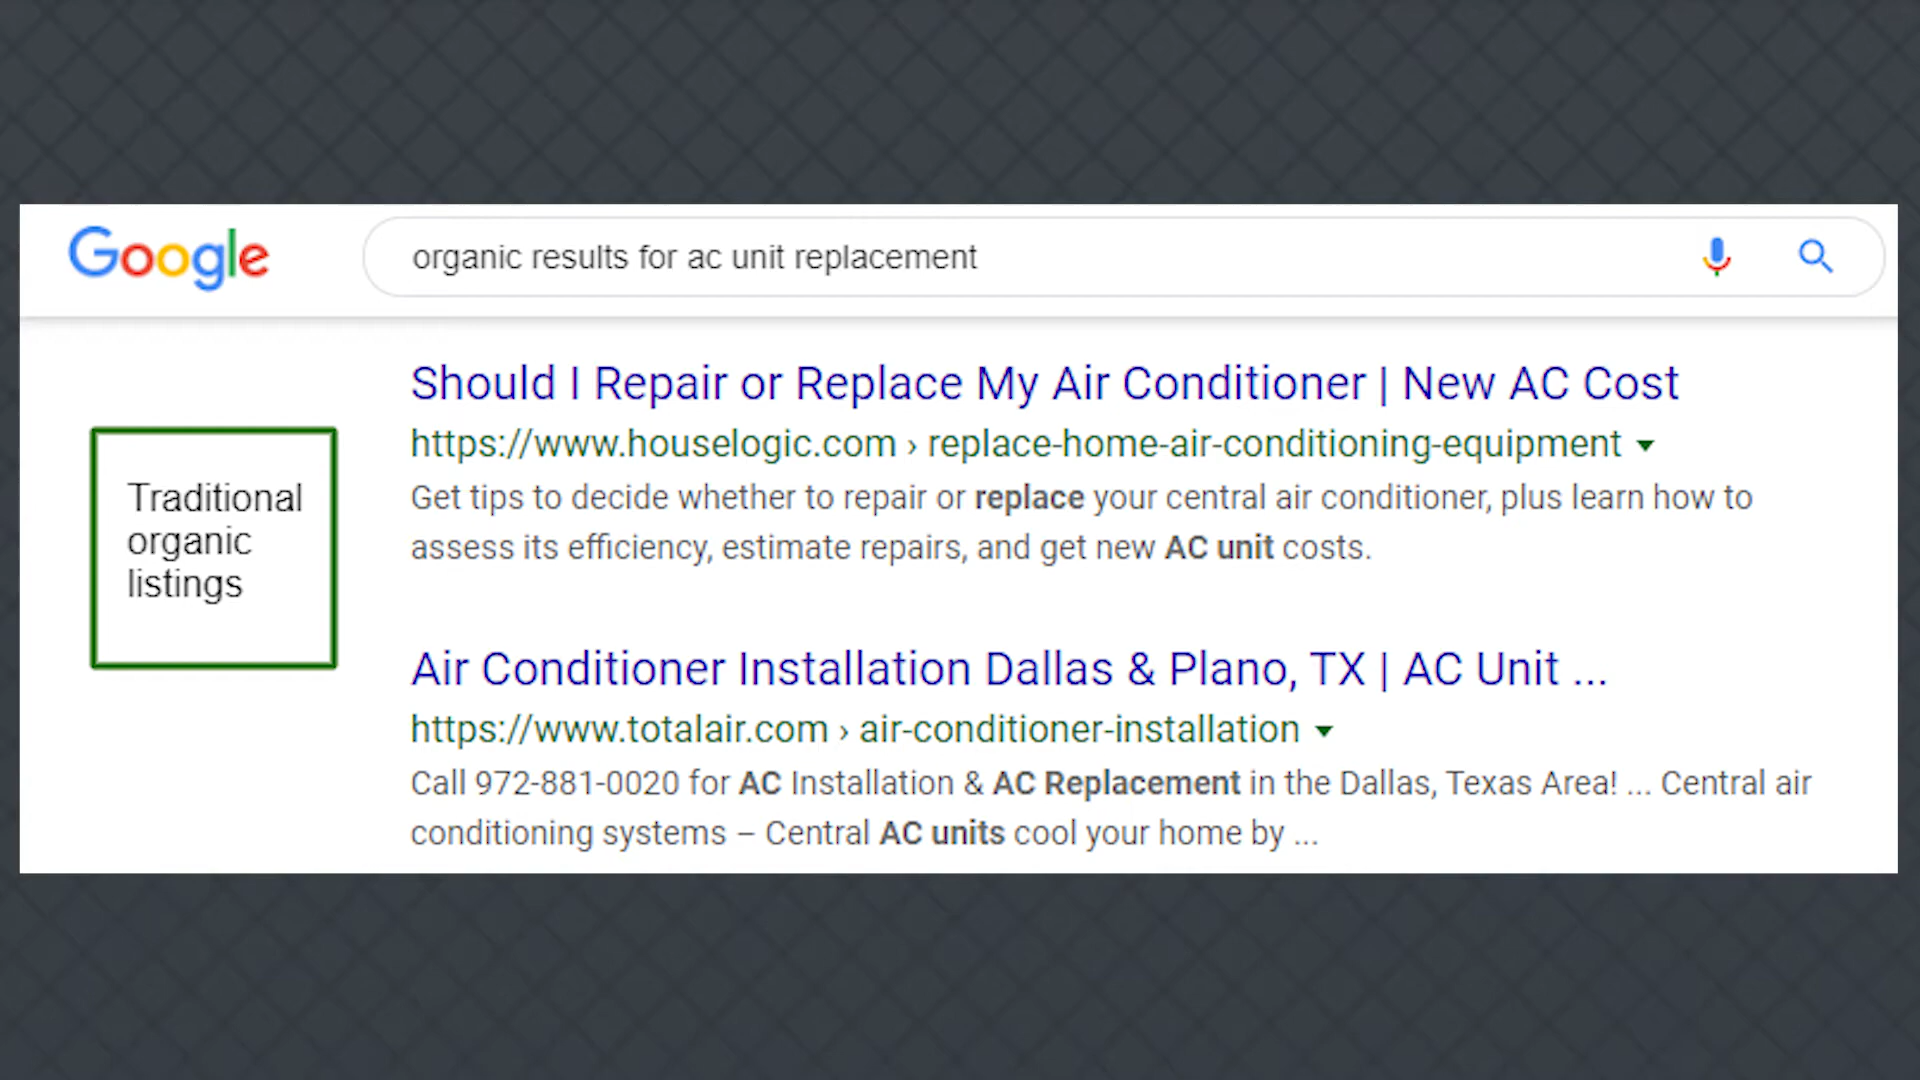 Google
organic results for ac unit replacement
Should I Repair or Replace My Air Conditioner | New AC Cost
https://www.houselogic.com › replace-home-air-conditioning-equipment
Get tips to decide whether to repair or replace your central air conditioner, plus learn how to
assess its efficiency, estimate repairs, and get new AC unit costs.
Traditional
organic
listings
Air Conditioner Installation Dallas & Plano, TX | AC Unit ...
https://www.totalair.com › air-conditioner-installation
Call 972-881-0020 for AC Installation & AC Replacement in the Dallas, Texas Area! ... Central air
conditioning systems – Central AC units cool your home by ...